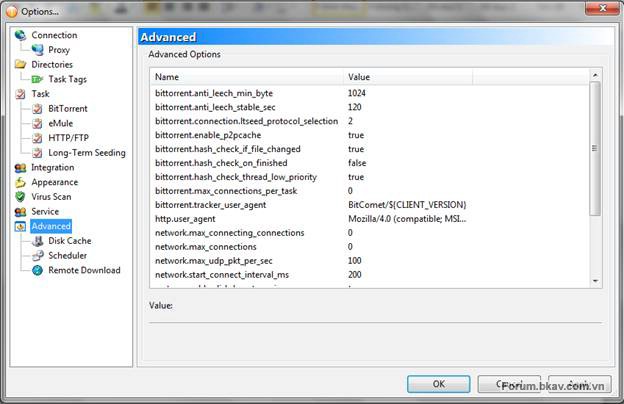 Options...
Connection
Proxy
Directories
Task Tags
Task
BitTorrent
eMule
HTTP/FTP
Long-Term Seeding
Integration
Appearance
Virus Scan
Service
Advanced
Disk Cache
Scheduler
Remote Download
Advanced
Advanced Options
Name Value
bittorrent.anti_leech_min_byte 1024
bittorrent.anti_leech_stable_sec 120
bittorrent.connection.ltseed_protocol_selection 2
bittorrent.enable_p2pcache true
bittorrent.hash_check_if_file_changed true
bittorrent.hash_check_on_finished false
bittorrent.hash_check_thread_low_priority true
bittorrent.max_connections_per_task 0
bittorrent.tracker_user_agent BitComet/${CLIENT_VERSION}
http.user_agent Mozilla/4.0 (compatible; MSI...
network.max_connecting_connections 0
network.max_connections 0
network.max_udp_pkt_per_sec 100
network.start_connect_interval_ms 200
Value:
OK Cancel Apply
Forum.bkav.com.vn